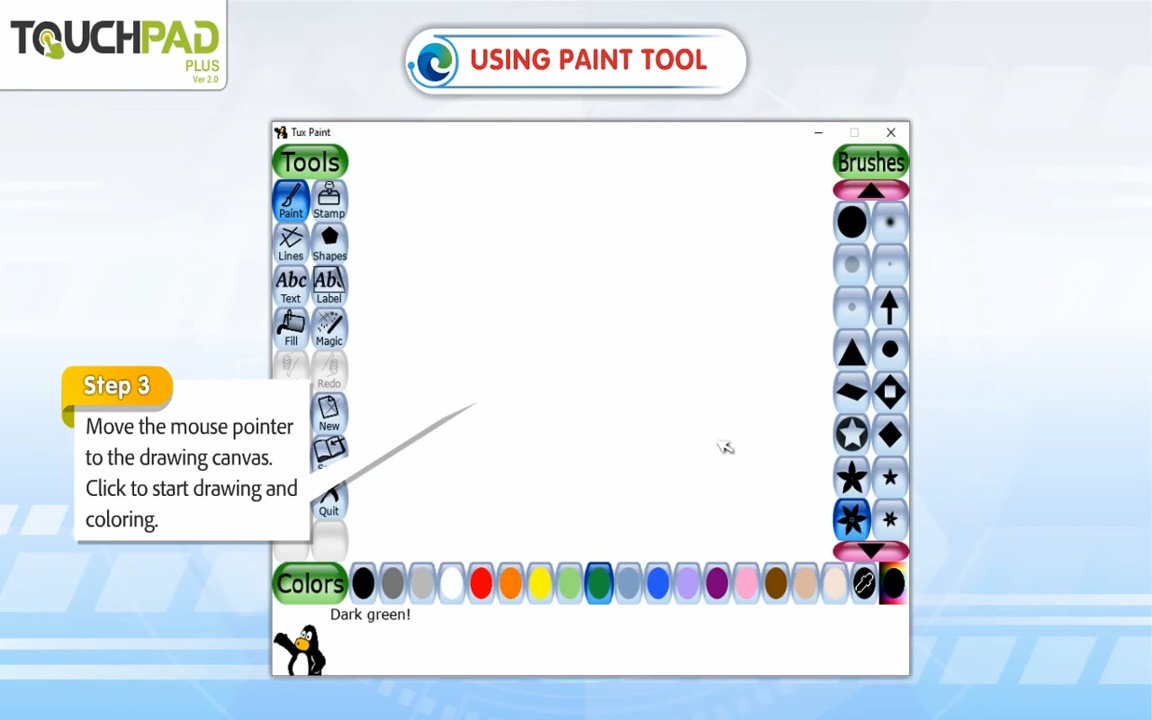 TOUCHPAD
PLUS
Ver 2.0
USING PAINT TOOL
Tux Paint
Tools
Brushes
Paint Stamp
Lines Shapes
Abc Abc
Text Label
Fill Magic
Redo
New
Quit
Step 3
Move the mouse pointer
to the drawing canvas.
Click to start drawing and
coloring.
Colors
Dark green!